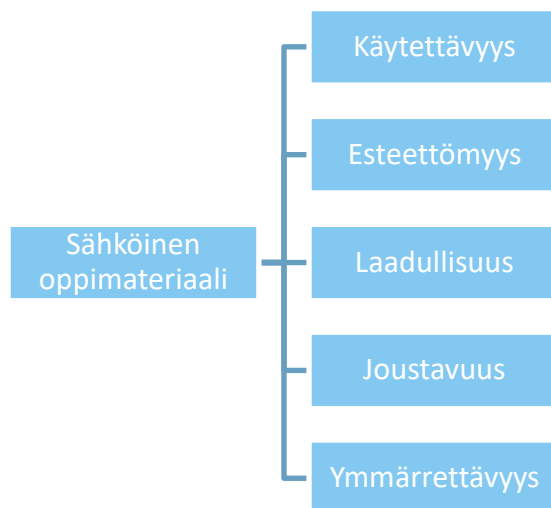 Käytettävyys
Esteettömyys
Sähköinen
oppimateriaali
Laadullisuus
Joustavuus
Ymmärrettävyys